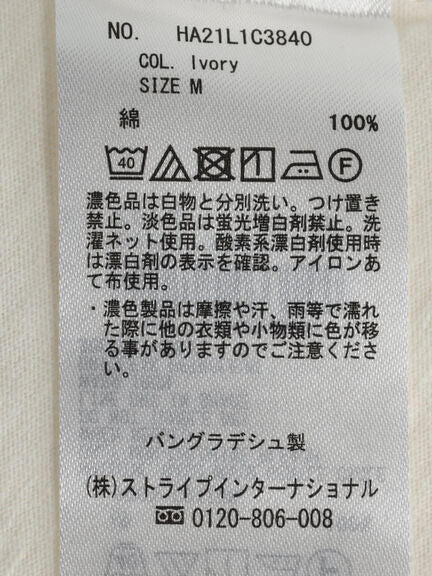 NO. HA21L1C3840
COL. Ivory
SIZE M
綿 100%
40 F
濃色品は白物と分別洗い。つけ置き
禁止。淡色品は蛍光増白剤禁止。洗
濯ネット使用。酸素系漂白剤使用時
は漂白剤の表示を確認。アイロンあ
て布使用。
・濃色製品は摩擦や汗、雨等で濡れ
た際に他の衣類や小物類に色が移
る事がありますのでご注意くださ
い。
バングラデシュ製
(株)ストライプインターナショナル
0120-806-008